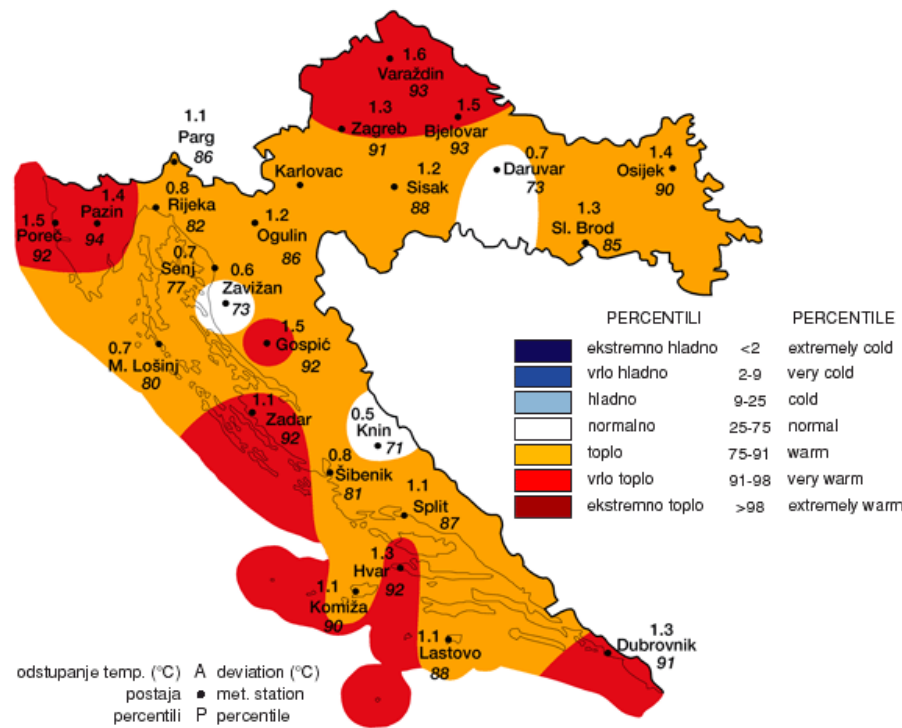 1.6
Varaždin
93
1.3
Zagreb
91
1.5
Bjelovar
93
1.1
Parg
86
Karlovac
1.2
Sisak
88
0.7
Daruvar
73
1.4
Osijek
90
1.3
Sl. Brod
85
1.5
Poreč
92
1.4
Pazin
94
0.8
Rijeka
82
1.2
Ogulin
86
0.7
Senj
77
0.6
Zavižan
73
1.5
Gospić
92
0.7
M. Lošinj
80
1.1
Zadar
92
0.5
Knin
71
0.8
Šibenik
81
1.1
Split
87
1.3
Hvar
92
1.1
Komiža
90
1.1
Lastovo
88
1.3
Dubrovnik
91
PERCENTILI PERCENTILE
ekstremno hladno <2 extremely cold
vrlo hladno 2-9 very cold
hladno 9-25 cold
normalno 25-75 normal
toplo 75-91 warm
vrlo toplo 91-98 very warm
ekstremno toplo >98 extremely warm
odstupanje temp. (°C) A deviation (°C)
postaja ● met. station
percentili P percentile